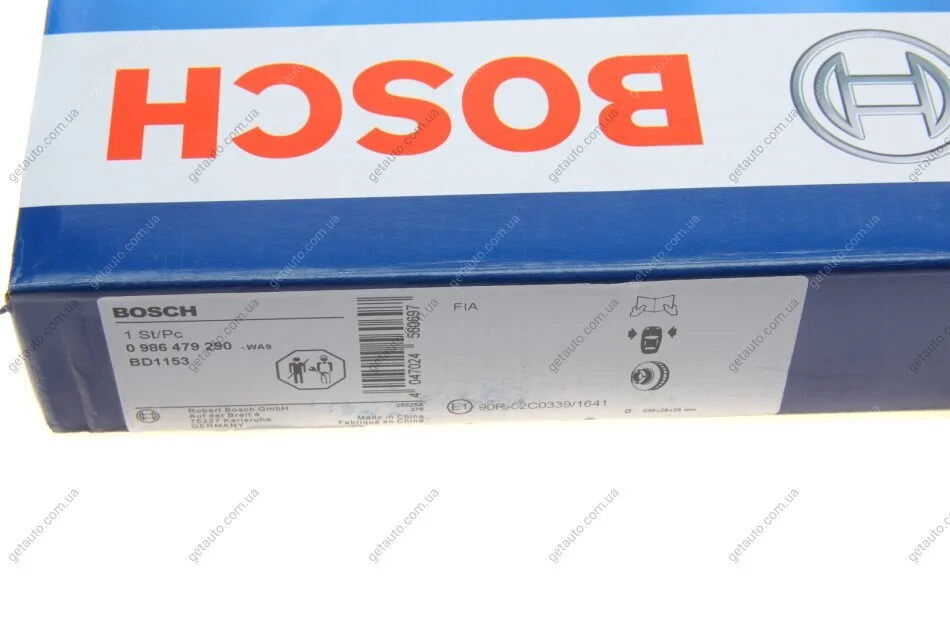 BOSCH
BOSCH
1 St/Pc
0 986 479 290 -WA9
BD1153
Robert Bosch GmbH
Auf der Breit 4
76227 Karlsruhe
GERMANY
4 047024 560697
Made in China
Fabriqué en Chine
FIA
E1 90R-02C0339/1641
getauto.com.ua